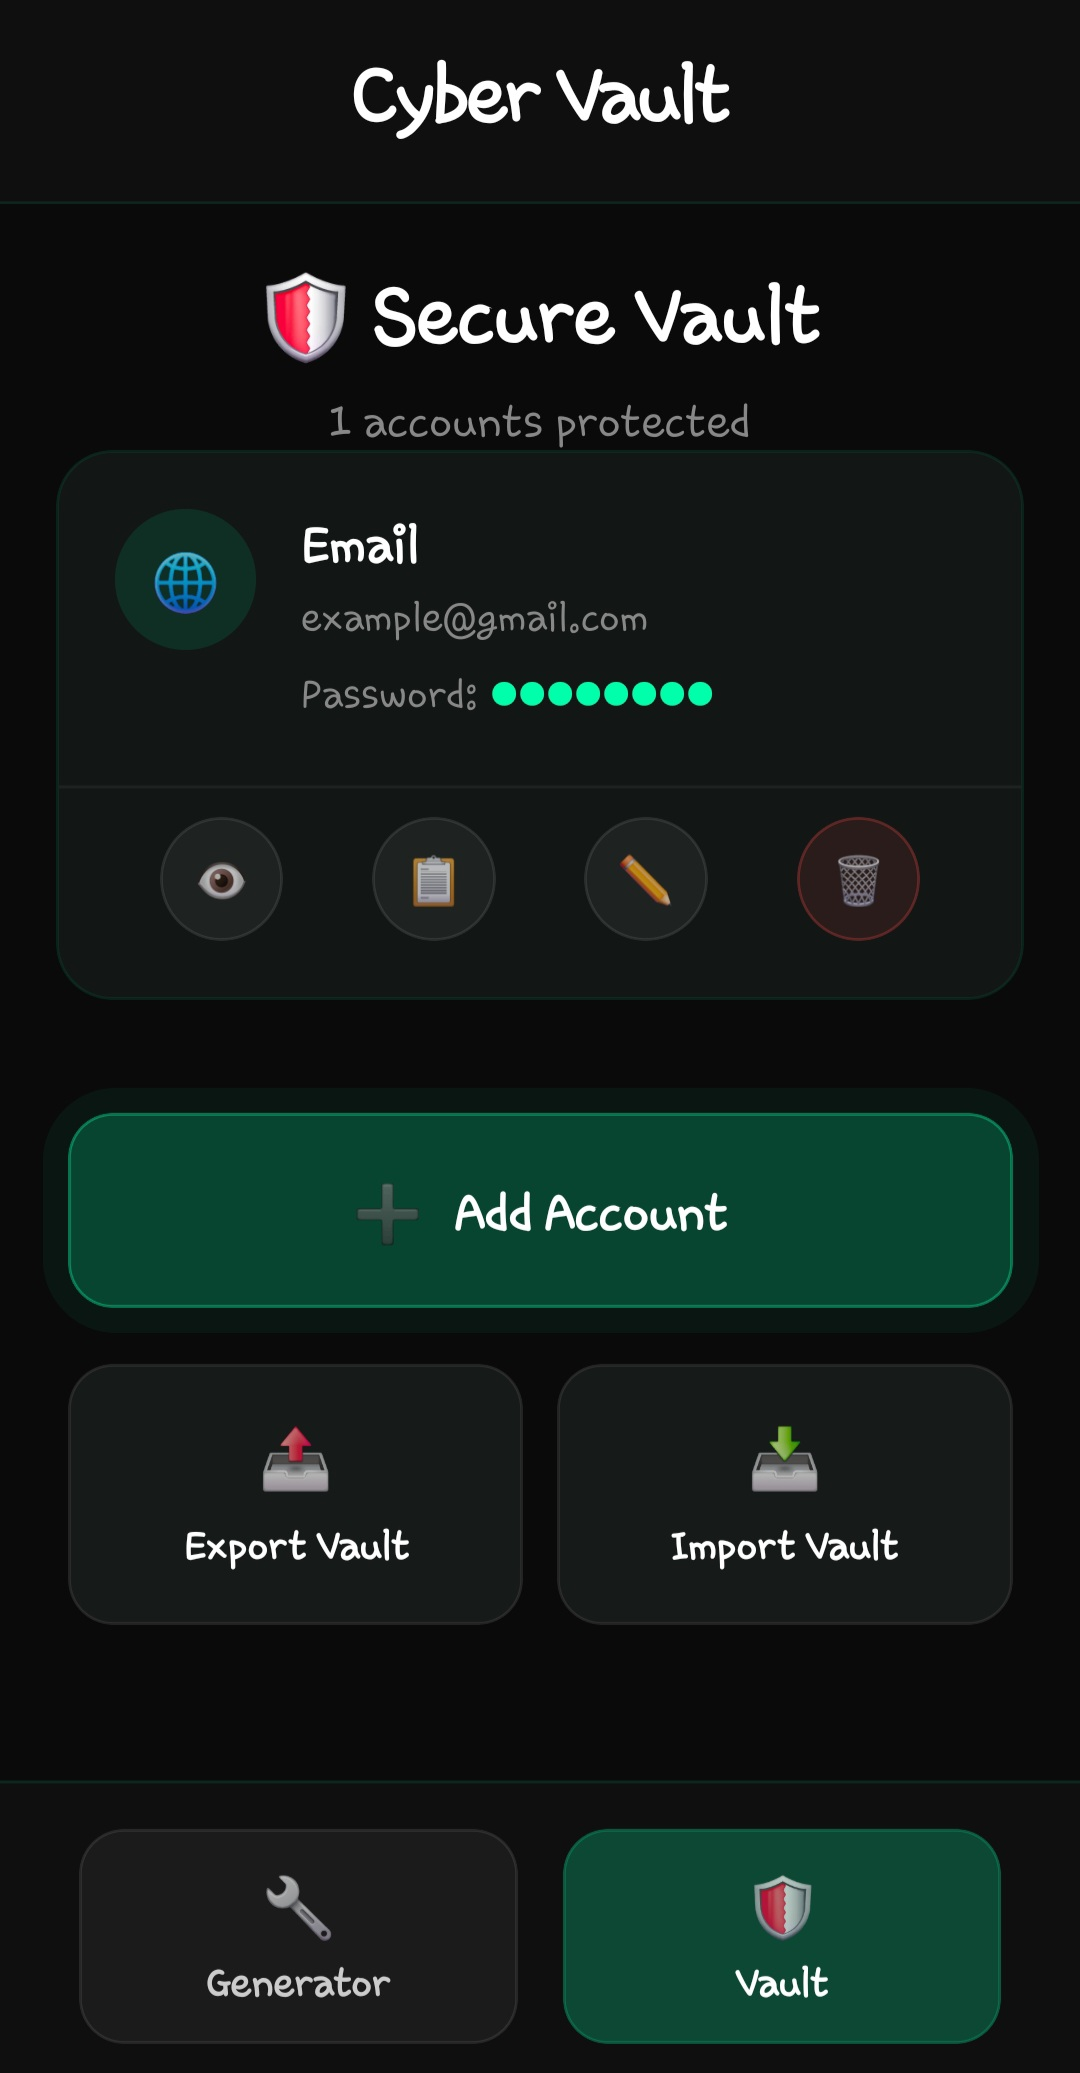 Cyber Vault
Secure Vault
1 accounts protected
Email
example@gmail.com
Password: ●●●●●●●●
Add Account
Export Vault
Import Vault
Generator
Vault